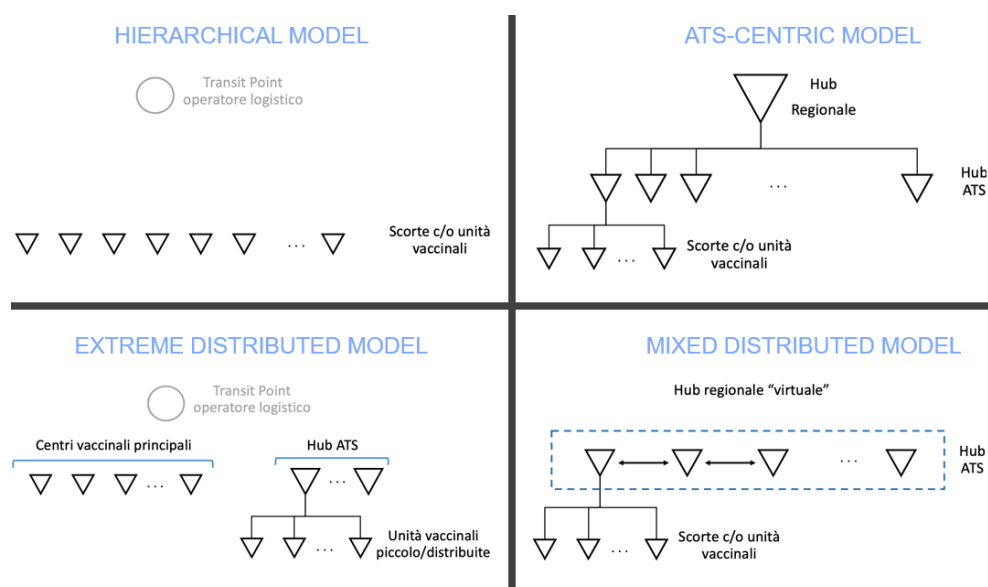 HIERARCHICAL MODEL
Transit Point
operatore logistico
...
Scorte c/o unità
vaccinali
ATS-CENTRIC MODEL
Hub
Regionale
...
Hub
ATS
...
Scorte c/o unità
vaccinali
EXTREME DISTRIBUTED MODEL
Transit Point
operatore logistico
Centri vaccinali principali
...
Hub ATS
...
...
Unità vaccinali
piccolo/distribuite
MIXED DISTRIBUTED MODEL
Hub regionale “virtuale”
...
Hub
ATS
...
Scorte c/o unità
vaccinali